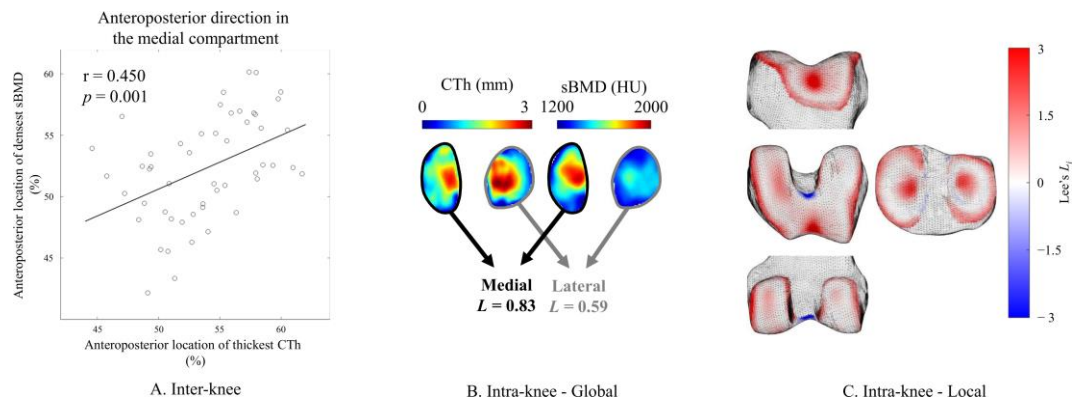 Anteroposterior direction in
the medial compartment
r = 0.450
p = 0.001
Anteroposterior location of densest sBMD
(%)
60
55
50
45
45
50
55
60
Anteroposterior location of thickest CTh
(%)
A. Inter-knee
CTh (mm)
sBMD (HU)
0
3
1200
2000
Medial
L = 0.83
Lateral
L = 0.59
B. Intra-knee - Global
3
1.5
0
−1.5
−3
Lee's Li
C. Intra-knee - Local